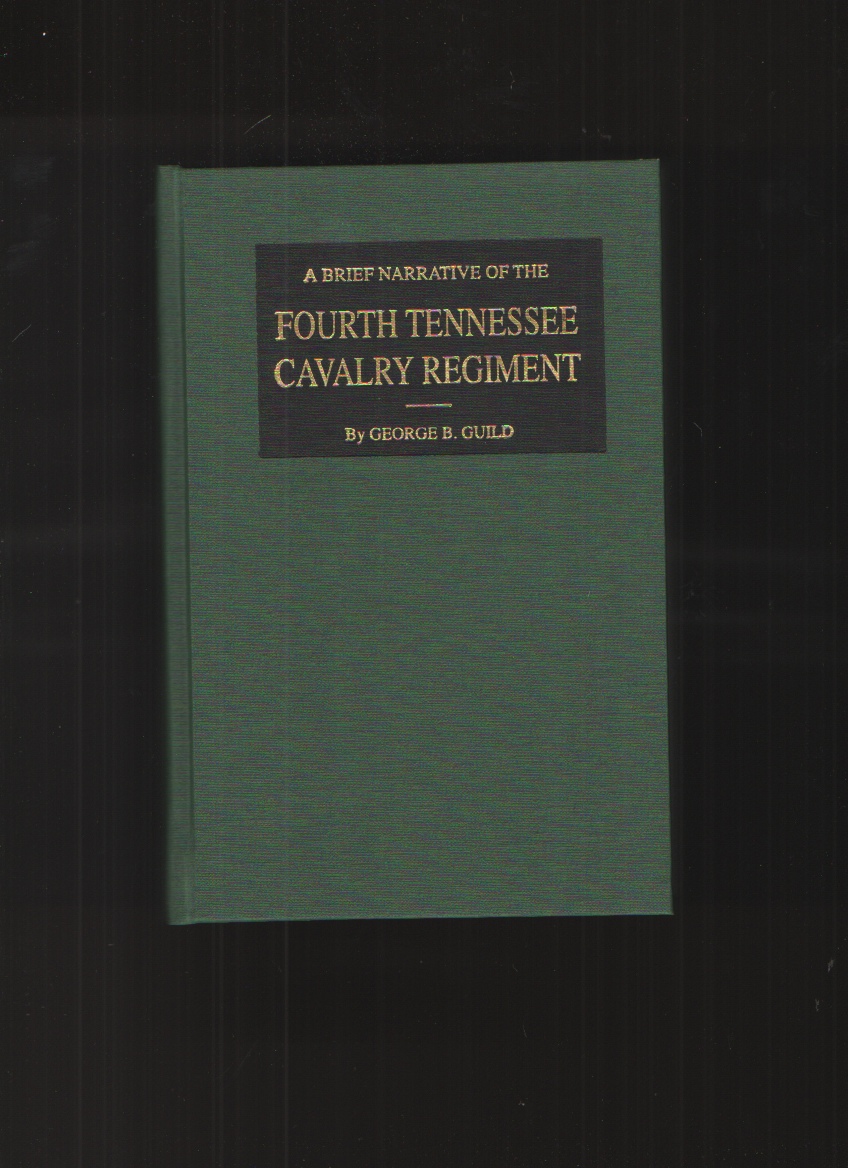 A BRIEF NARRATIVE OF THE
FOURTH TENNESSEE
CAVALRY REGIMENT
By GEORGE B. GUILD